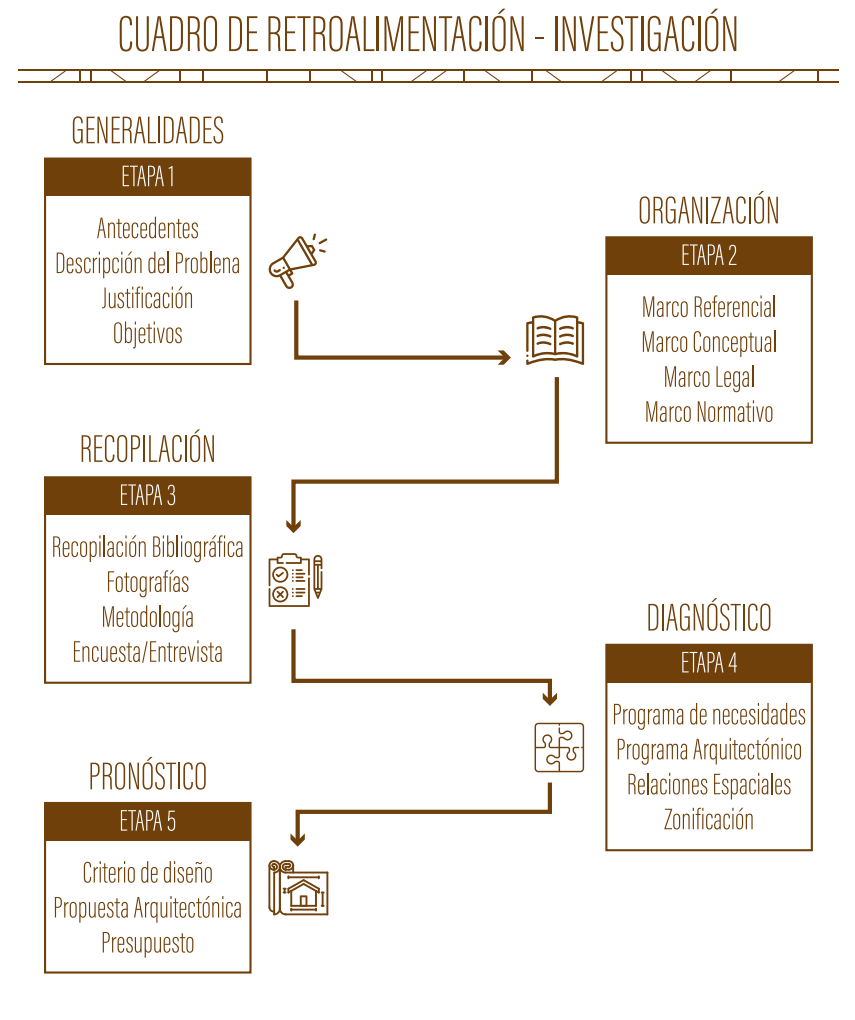 CUADRO DE RETROALIMENTACIÓN - INVESTIGACIÓN
GENERALIDADES
ETAPA 1
Antecedentes
Descripción del Problena
Justificación
Objetivos
ORGANIZACIÓN
ETAPA 2
Marco Referencial
Marco Conceptual
Marco Legal
Marco Normativo
RECOPILACIÓN
ETAPA 3
Recopilación Bibliográfica
Fotografías
Metodología
Encuesta/Entrevista
DIAGNÓSTICO
ETAPA 4
Programa de necesidades
Programa Arquitectónico
Relaciones Espaciales
Zonificación
PRONÓSTICO
ETAPA 5
Criterio de diseño
Propuesta Arquitectónica
Presupuesto